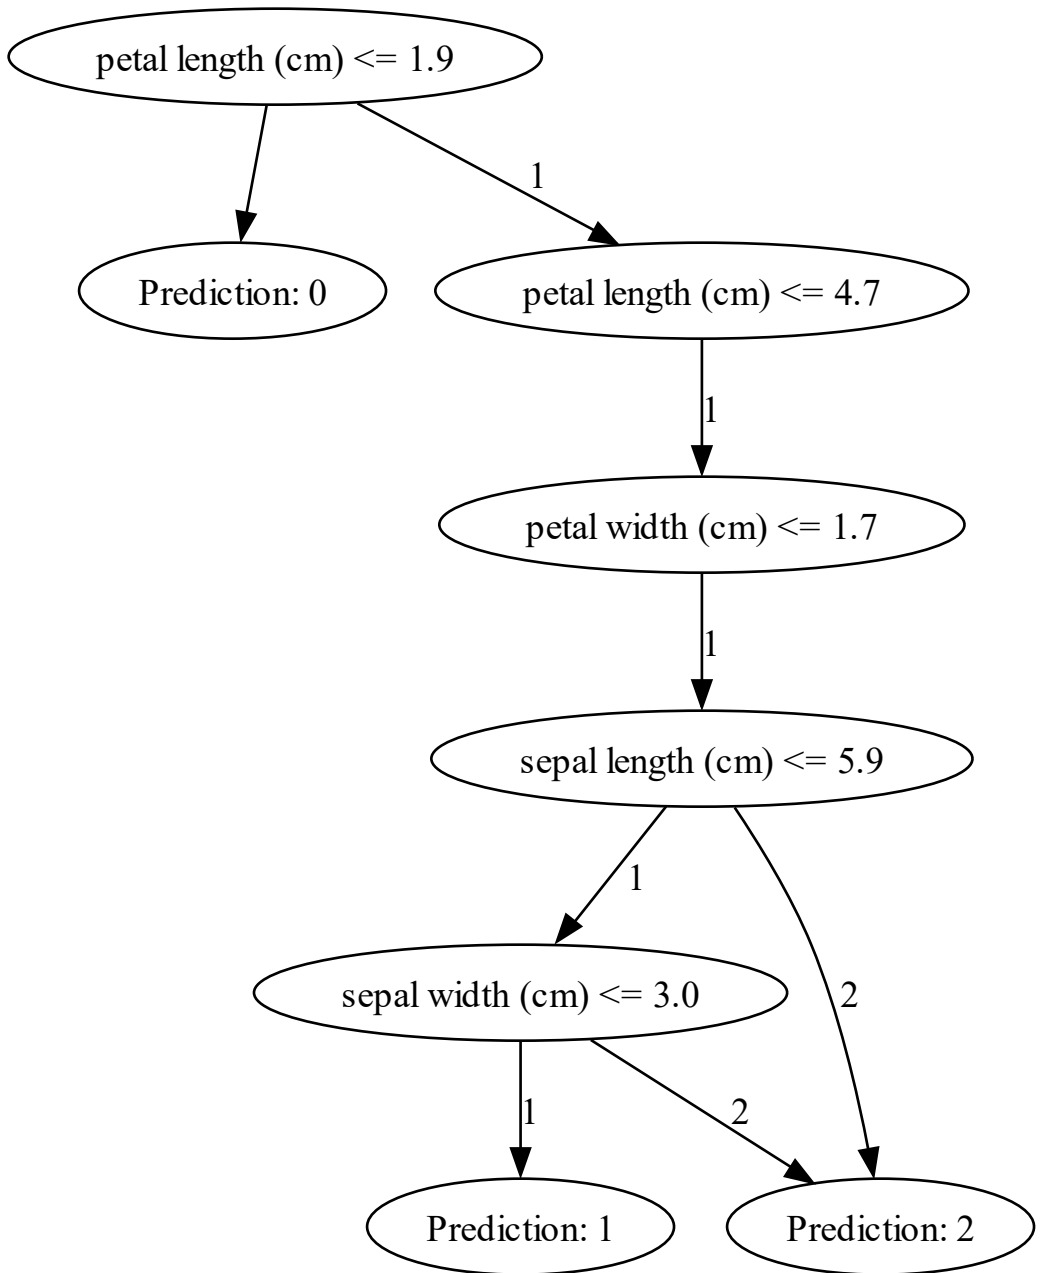 petal length (cm) <= 1.9
1
Prediction: 0
petal length (cm) <= 4.7
1
petal width (cm) <= 1.7
1
sepal length (cm) <= 5.9
1
sepal width (cm) <= 3.0
2
1
2
Prediction: 1
Prediction: 2